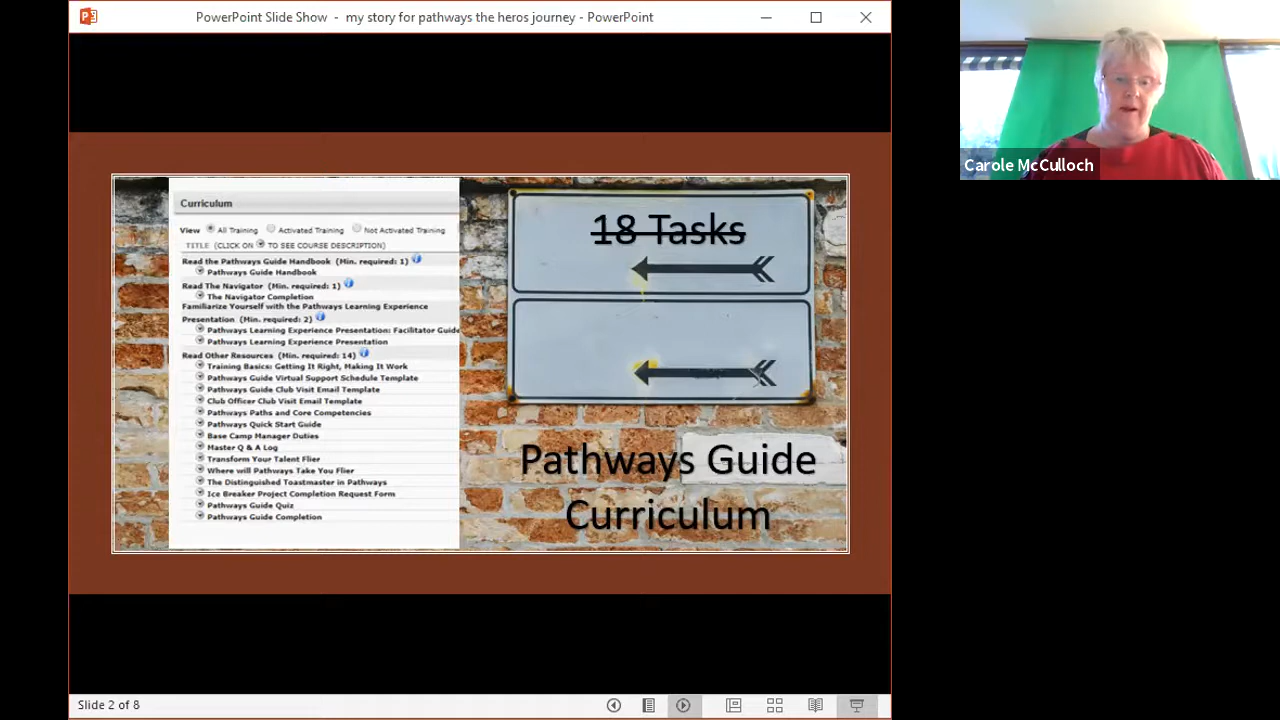 PowerPoint Slide Show - my story for pathways the heros journey - PowerPoint
Curriculum
View All Training Activated Training Not Activated Training
TITLE (CLICK ON TO SEE COURSE DESCRIPTION)
Read the Pathways Guide Handbook (Min. required: 1)
Pathways Guide Handbook
Read The Navigator (Min. required: 1)
The Navigator Completion
Familiarize Yourself with the Pathways Learning Experience
Presentation (Min. required: 2)
Pathways Learning Experience Presentation: Facilitator Guide
Pathways Learning Experience Presentation
Read Other Resources (Min. required: 14)
Training Basics: Getting It Right, Making It Work
Pathways Guide Virtual Support Schedule Template
Pathways Guide Club Visit Email Template
Club Officer Club Visit Email Template
Pathways Paths and Core Competencies
Pathways Quick Start Guide
Base Camp Manager Duties
Master Q & A Log
Transform Your Talent Flier
Where will Pathways Take You Flier
The Distinguished Toastmaster in Pathways
Ice Breaker Project Completion Request Form
Pathways Guide Quiz
Pathways Guide Completion
18 Tasks
Pathways Guide
Curriculum
Slide 2 of 8
Carole McCulloch